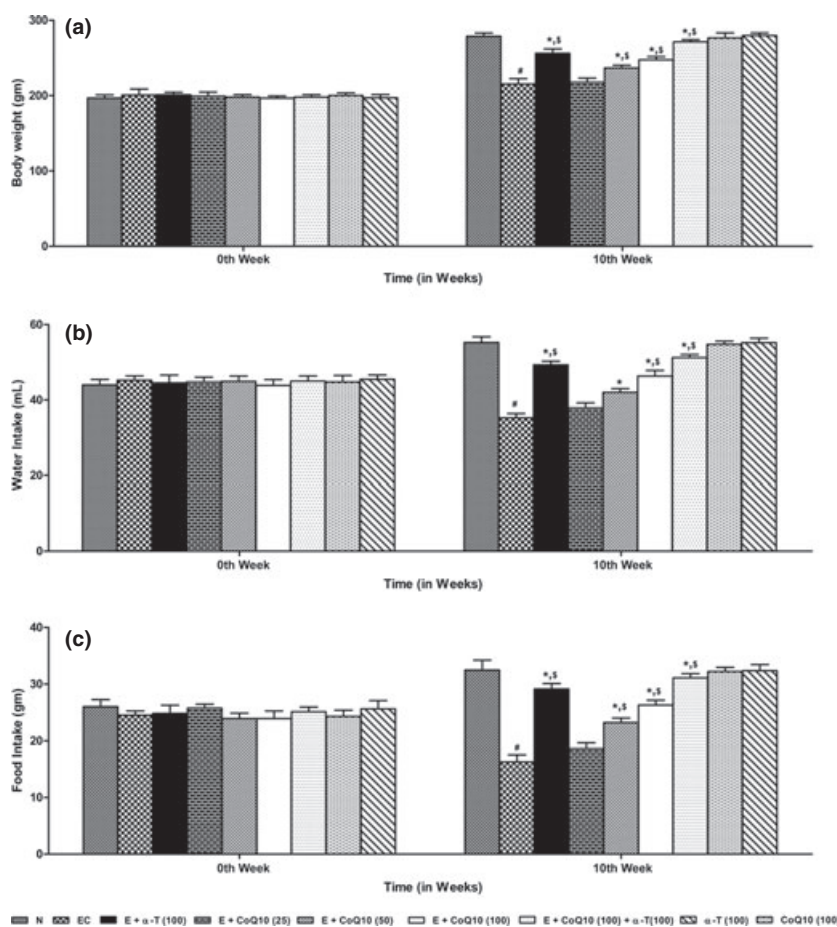 (a)
Body weight (gm)
300
200
100
0
#
*,$
*,$
*,$
*,$
0th Week
10th Week
Time (in Weeks)
(b)
Water Intake (mL)
60
40
20
0
#
*,$
*
*,$
*,$
0th Week
10th Week
Time (in Weeks)
(c)
Food Intake (gm)
40
30
20
10
0
#
*,$
*,$
*,$
*,$
0th Week
10th Week
Time (in Weeks)
N EC E + α -T (100) E + CoQ10 (25) E + CoQ10 (50) E + CoQ10 (100) E + CoQ10 (100) + α -T(100) α -T (100) CoQ10 (100